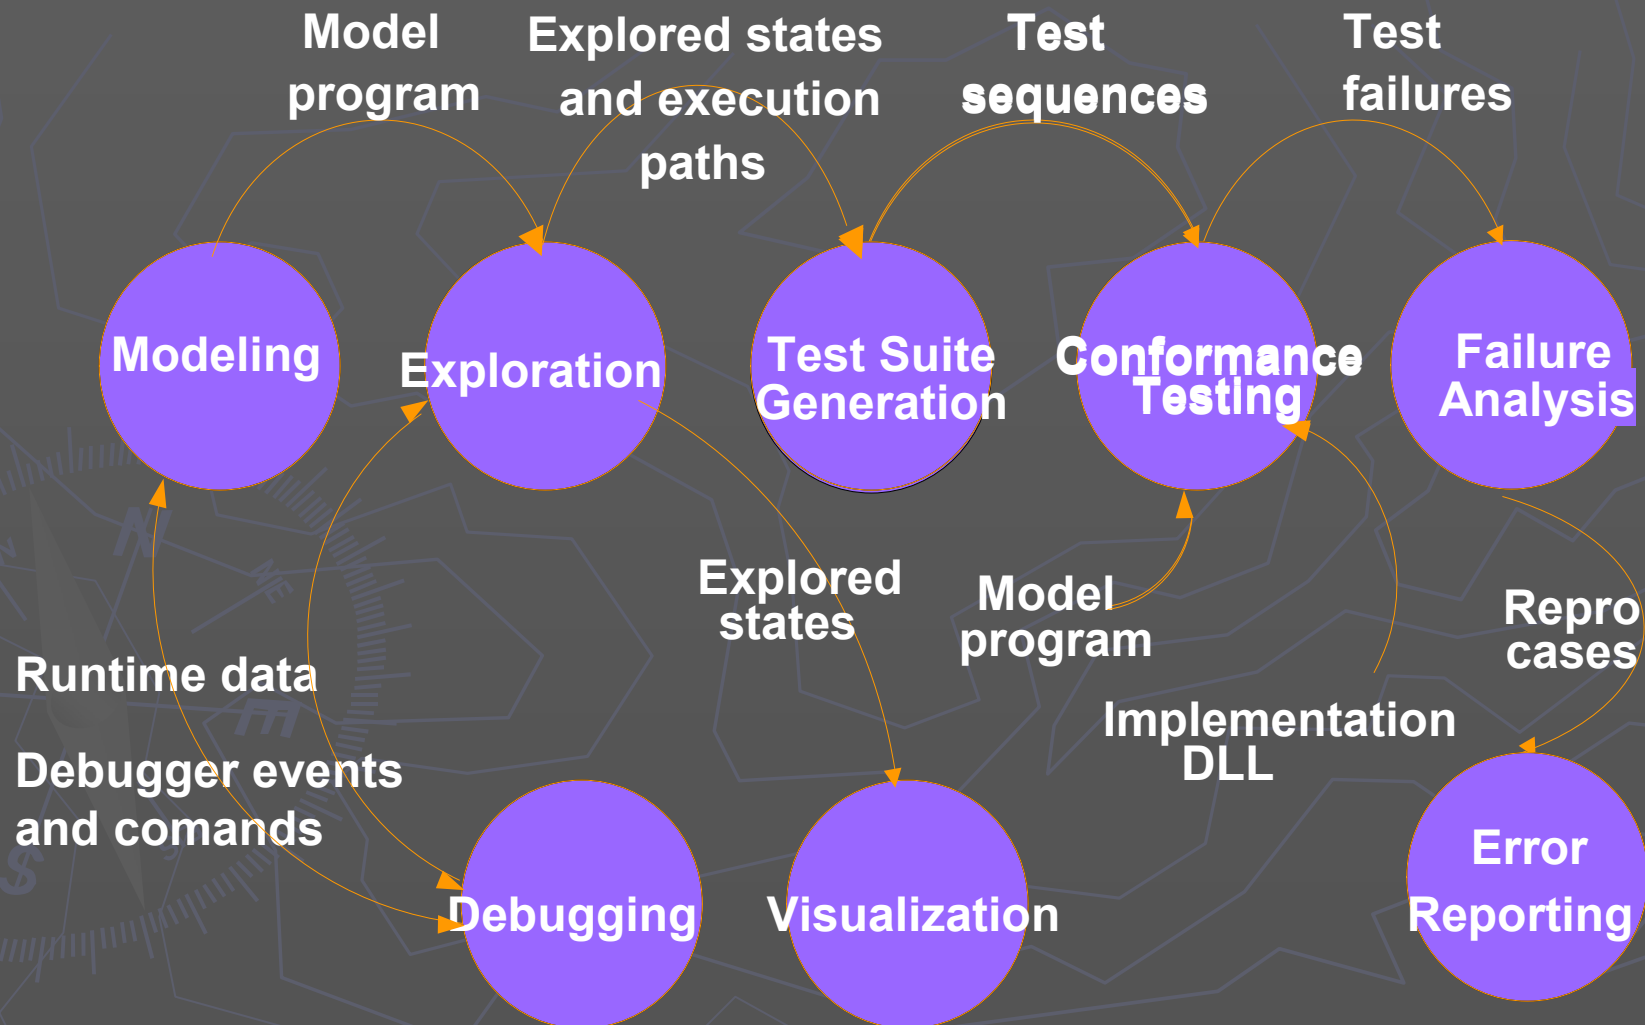 Model
program
Explored states
and execution
paths
Test
sequences
Test
failures
Modeling
Exploration
Test Suite
Generation
Conformance
Testing
Failure
Analysis
Explored
states
Model
program
Repro
cases
Runtime data
Implementation
DLL
Debugger events
and comands
Debugging
Visualization
Error
Reporting
N
NE
E
S